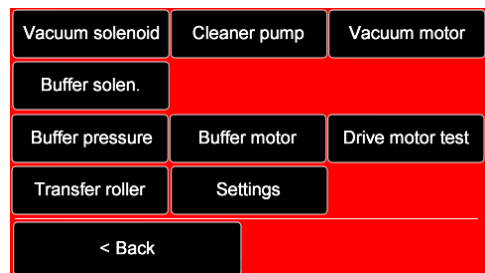 Vacuum solenoid Cleaner pump Vacuum motor
Buffer solen.
Buffer pressure Buffer motor Drive motor test
Transfer roller Settings
< Back